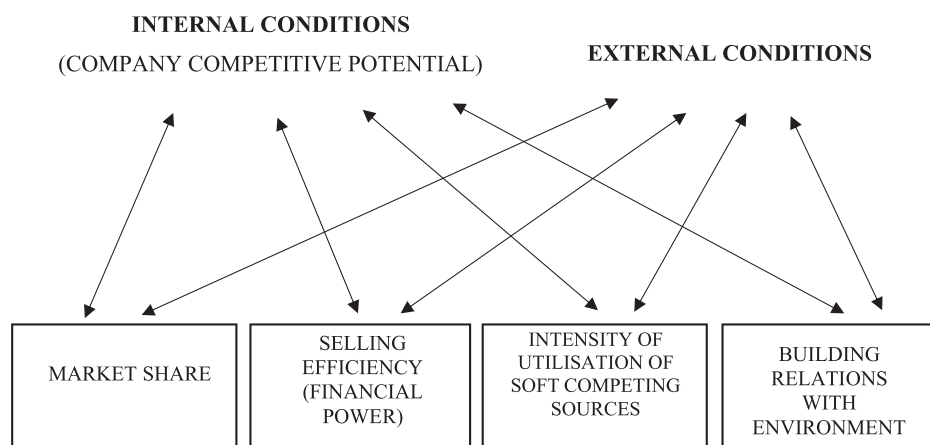 INTERNAL CONDITIONS
(COMPANY COMPETITIVE POTENTIAL)
EXTERNAL CONDITIONS
MARKET SHARE
SELLING
EFFICIENCY
(FINANCIAL
POWER)
INTENSITY OF
UTILISATION OF
SOFT COMPETING
SOURCES
BUILDING
RELATIONS
WITH
ENVIRONMENT